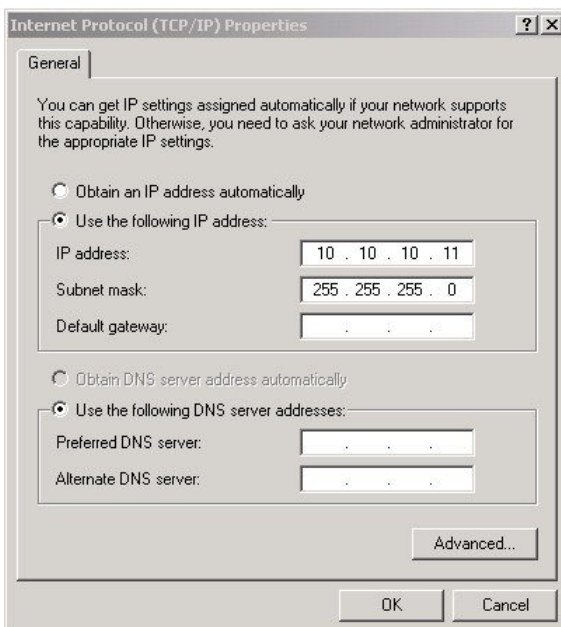 Internet Protocol (TCP/IP) Properties
General
You can get IP settings assigned automatically if your network supports
this capability. Otherwise, you need to ask your network administrator for
the appropriate IP settings.
Obtain an IP address automatically
Use the following IP address:
IP address: 10 . 10 . 10 . 11
Subnet mask: 255 . 255 . 255 . 0
Default gateway: . . .
Obtain DNS server address automatically
Use the following DNS server addresses:
Preferred DNS server: . . .
Alternate DNS server: . . .
Advanced...
OK Cancel